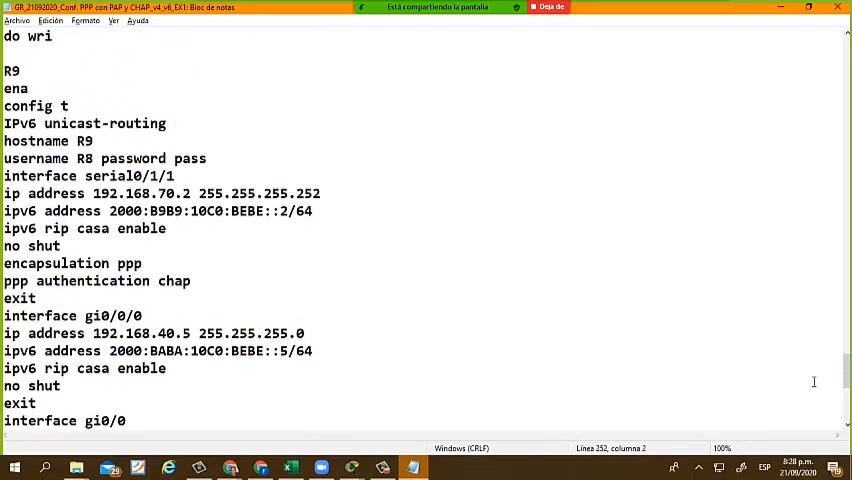 GR_21092020_Conf. PPP con PAP y CHAP_v4_v6_EX1: Bloc de notas
Está compartiendo la pantalla
Deja de
Archivo Edición Formato Ver Ayuda
do wri
R9
ena
config t
IPv6 unicast-routing
hostname R9
username R8 password pass
interface serial0/1/1
ip address 192.168.70.2 255.255.255.252
ipv6 address 2000:B9B9:10C0:BEBE::2/64
ipv6 rip casa enable
no shut
encapsulation ppp
ppp authentication chap
exit
interface gi0/0/0
ip address 192.168.40.5 255.255.255.0
ipv6 address 2000:BABA:10C0:BEBE::5/64
ipv6 rip casa enable
no shut
exit
interface gi0/0
Windows (CRLF) Línea 252, columna 2 100%
29
ESP
8:28 p.m.
21/09/2020
19